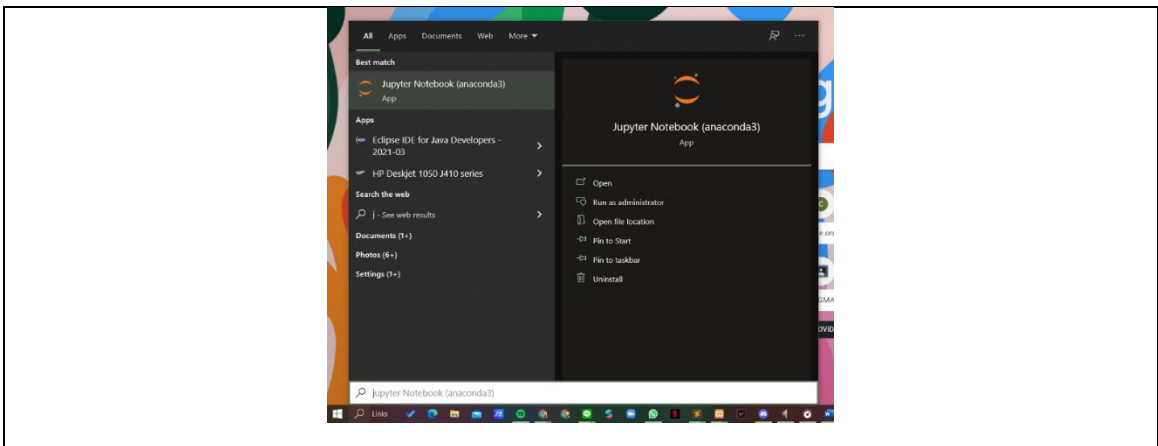 All Apps Documents Web More
Best match
Jupyter Notebook (anaconda3)
App
Apps
Eclipse IDE for Java Developers -
2021-03
HP Deskjet 1050 J410 series
Search the web
j - See web results
Documents (1+)
Photos (6+)
Settings (1+)
Jupyter Notebook (anaconda3)
App
Open
Run as administrator
Open file location
Pin to Start
Pin to taskbar
Uninstall
jupyter Notebook (anaconda3)
Links